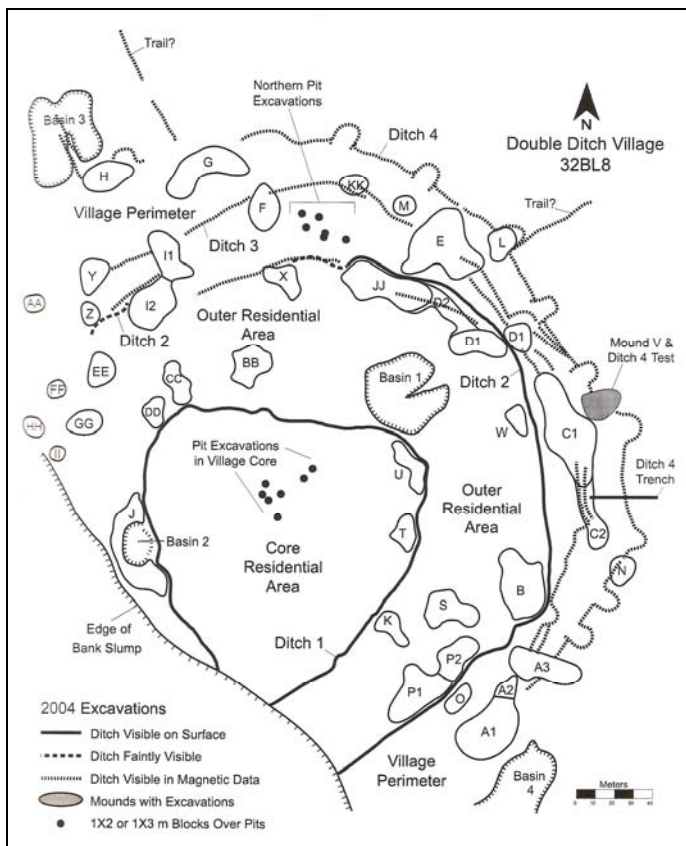 Trail?
Northern Pit
Excavations
Ditch 4
N
Double Ditch Village
32BL8
Basin 3
H
G
Village Perimeter
F
KK
M
Ditch 3
E
L
Trail?
Y
I1
X
JJ
D2
D1
D1
Z
I2
AA
Ditch 2
Outer Residential
Area
BB
Ditch 2
Mound V &
Ditch 4 Test
EE
CC
Basin 1
FF
DD
GG
HH
II
W
C1
Pit Excavations
in Village Core
U
Outer
Residential
Area
Ditch 4
Trench
C2
J
Basin 2
T
Core
Residential
Area
N
B
S
K
Edge of
Bank Slump
Ditch 1
P2
P1
O
A3
A2
A1
2004 Excavations
Ditch Visible on Surface
Ditch Faintly Visible
Ditch Visible in Magnetic Data
Mounds with Excavations
1X2 or 1X3 m Blocks Over Pits
Village
Perimeter
Basin
4
Meters
0 10 20 30 40